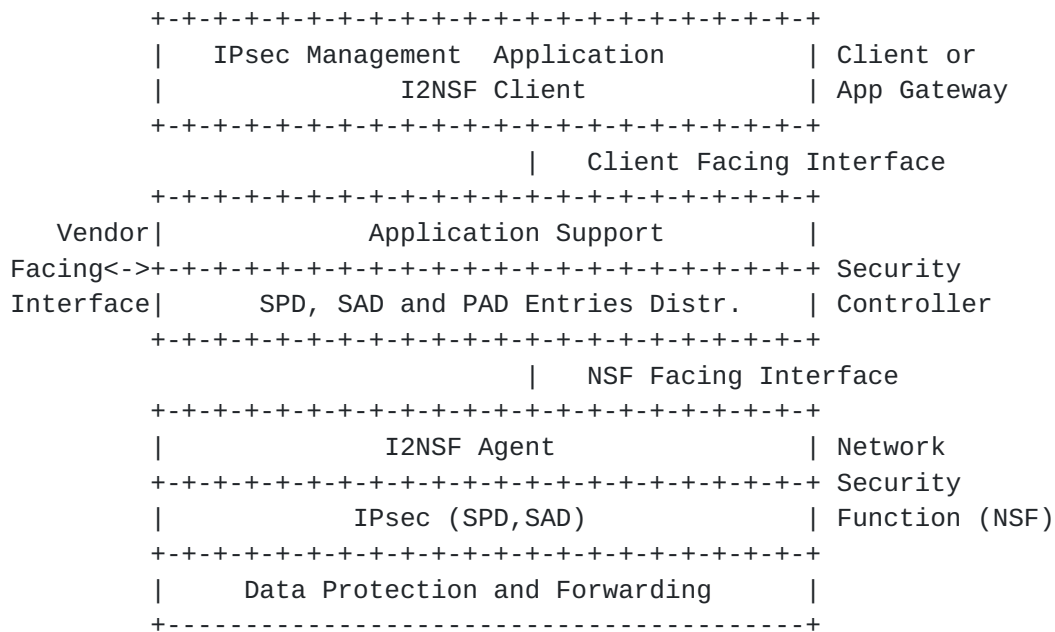 +-+-+-+-+-+-+-+-+-+-+-+-+-+-+-+-+-+-+-+-+-+
|   IPsec Management  Application         | Client or
|               I2NSF Client              | App Gateway
+-+-+-+-+-+-+-+-+-+-+-+-+-+-+-+-+-+-+-+-+-+
|   Client Facing Interface
+-+-+-+-+-+-+-+-+-+-+-+-+-+-+-+-+-+-+-+-+-+
Vendor|             Application Support         |
Facing<->+-+-+-+-+-+-+-+-+-+-+-+-+-+-+-+-+-+-+-+-+-+ Security
Interface|      SPD, SAD and PAD Entries Distr.    | Controller
+-+-+-+-+-+-+-+-+-+-+-+-+-+-+-+-+-+-+-+-+-+
|   NSF Facing Interface
+-+-+-+-+-+-+-+-+-+-+-+-+-+-+-+-+-+-+-+-+-+
|              I2NSF Agent                | Network
+-+-+-+-+-+-+-+-+-+-+-+-+-+-+-+-+-+-+-+-+-+ Security
|            IPsec (SPD,SAD)              | Function (NSF)
+-+-+-+-+-+-+-+-+-+-+-+-+-+-+-+-+-+-+-+-+-+
|     Data Protection and Forwarding      |
+-----------------------------------------+